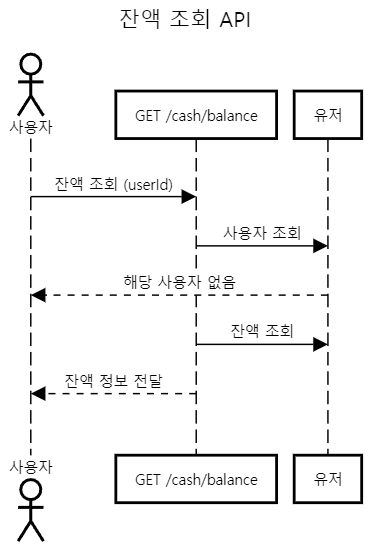 잔액 조회 API
사용자
GET /cash/balance
유저
잔액 조회 (userId)
사용자 조회
해당 사용자 없음
잔액 조회
잔액 정보 전달
사용자
GET /cash/balance
유저